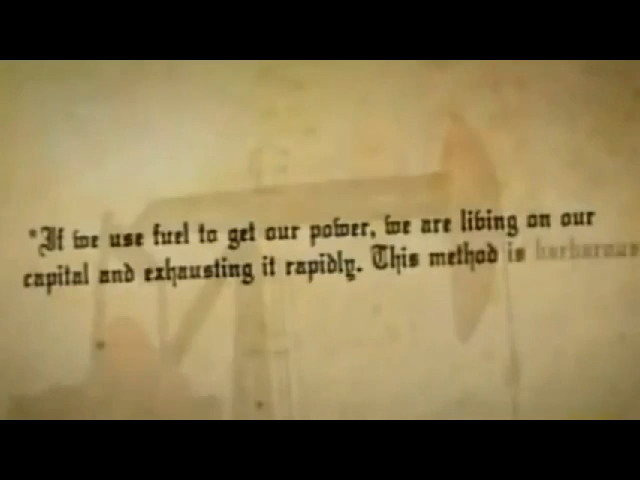 "If we use fuel to get our power, we are living on our
capital and exhausting it rapidly. This method is barbarous